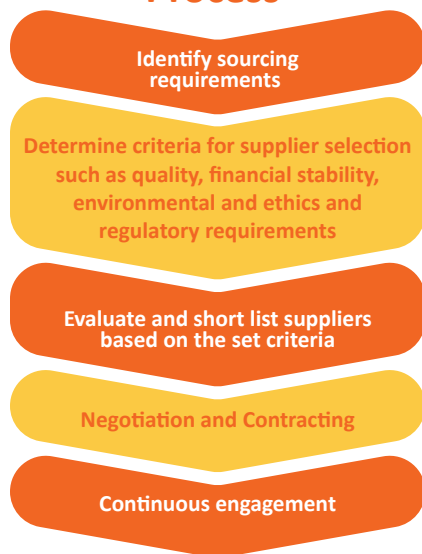 Process
Identify sourcing
requirements
Determine criteria for supplier selection
such as quality, financial stability,
environmental and ethics and
regulatory requirements
Evaluate and short list suppliers
based on the set criteria
Negotiation and Contracting
Continuous engagement